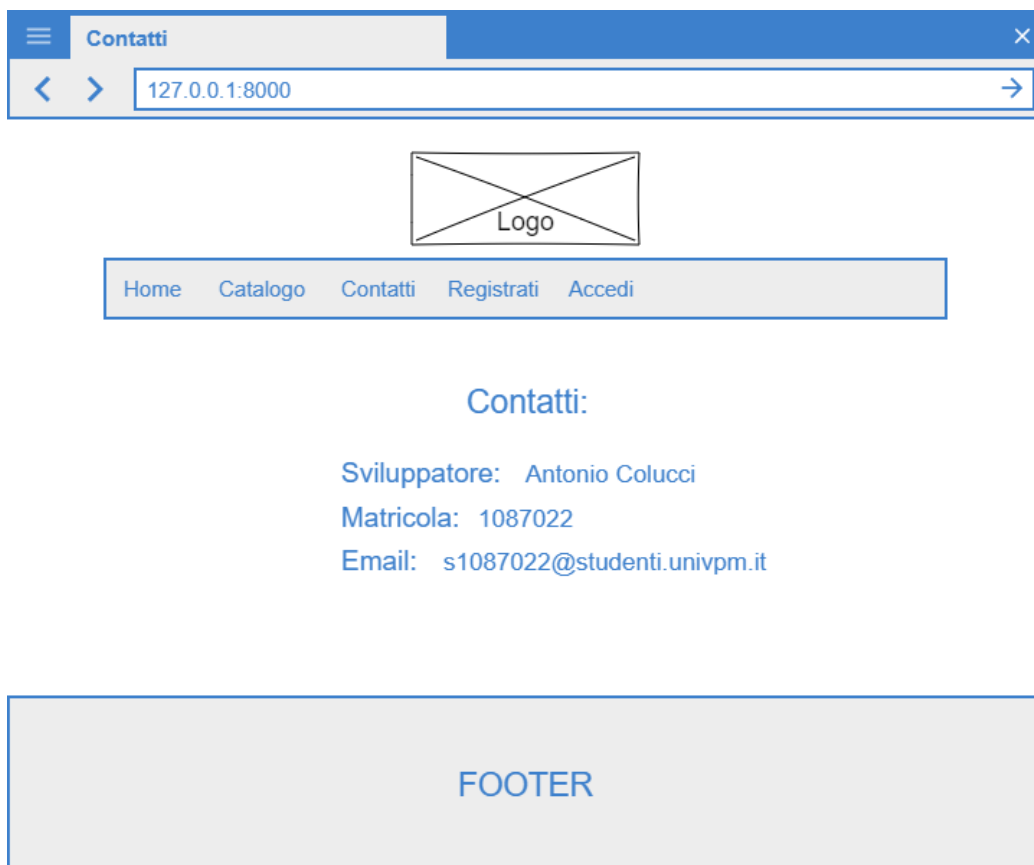 Contatti
127.0.0.1:8000
Logo
Home Catalogo Contatti Registrati Accedi
Contatti:
Sviluppatore: Antonio Colucci
Matricola: 1087022
Email: s1087022@studenti.univpm.it
FOOTER